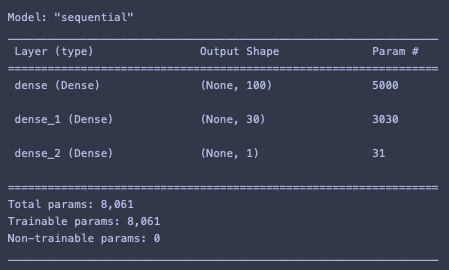 Model: "sequential"
Layer (type) Output Shape Param #
dense (Dense) (None, 100) 5000
dense_1 (Dense) (None, 30) 3030
dense_2 (Dense) (None, 1) 31
Total params: 8,061
Trainable params: 8,061
Non-trainable params: 0